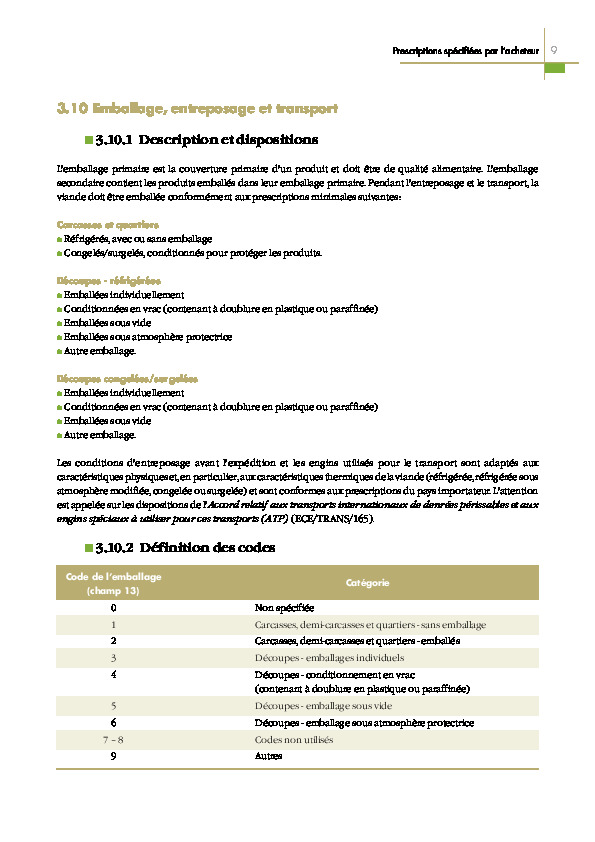 Prescriptions spécifiées par l'acheteur 9
3.10 Emballage, entreposage et transport
3.10.1 Description et dispositions
L'emballage primaire est la couverture primaire d'un produit et doit être de qualité alimentaire. L'emballage
secondaire contient les produits emballés dans leur emballage primaire. Pendant l'entreposage et le transport, la
viande doit être emballée conformément aux prescriptions minimales suivantes:
Carcasses et quartiers
Réfrigérés, avec ou sans emballage
Congelés/surgelés, conditionnés pour protéger les produits.
Découpes - réfrigérées
Emballées individuellement
Conditionnées en vrac (contenant à doublure en plastique ou paraffinée)
Emballées sous vide
Emballées sous atmosphère protectrice
Autre emballage.
Découpes congelées/surgelées
Emballées individuellement
Conditionnées en vrac (contenant à doublure en plastique ou paraffinée)
Emballées sous vide
Autre emballage.
Les conditions d'entreposage avant l'expédition et les engins utilisés pour le transport sont adaptés aux
caractéristiques physiques et, en particulier, aux caractéristiques thermiques de la viande (réfrigérée, réfrigérée sous
atmosphère modifiée, congelée ou surgelée) et sont conformes aux prescriptions du pays importateur. L'attention
est appelée sur les dispositions de l'Accord relatif aux transports internationaux de denrées périssables et aux
engins spéciaux à utiliser pour ces transports (ATP) (ECE/TRANS/165).
3.10.2 Définition des codes
Code de l'emballage
(champ 13)
Catégorie
0 Non spécifiée
1 Carcasses, demi-carcasses et quartiers - sans emballage
2 Carcasses, demi-carcasses et quartiers - emballés
3 Découpes - emballages individuels
4 Découpes - conditionnement en vrac
(contenant à doublure en plastique ou paraffinée)
5 Découpes - emballage sous vide
6 Découpes - emballage sous atmosphère protectrice
7 – 8 Codes non utilisés
9 Autres